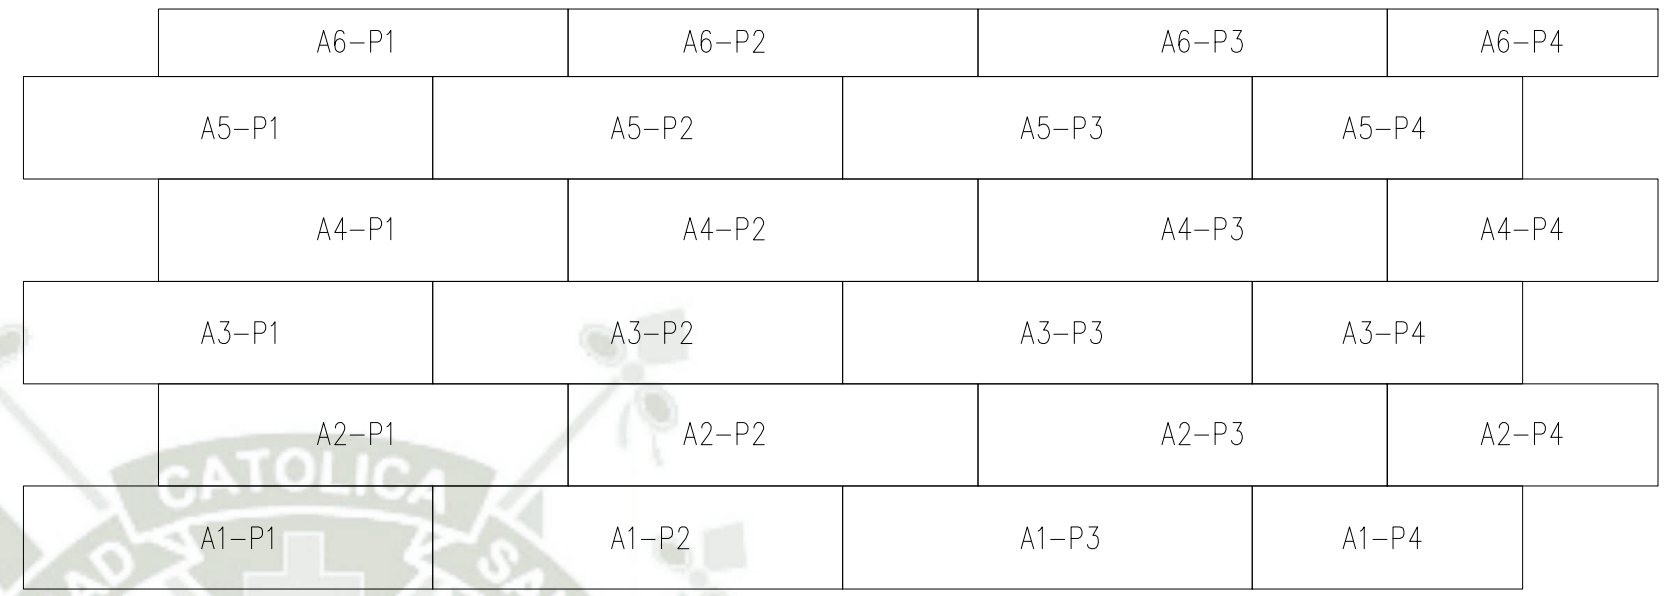 A6-P1 A6-P2 A6-P3 A6-P4
A5-P1 A5-P2 A5-P3 A5-P4
A4-P1 A4-P2 A4-P3 A4-P4
A3-P1 A3-P2 A3-P3 A3-P4
A2-P1 A2-P2 A2-P3 A2-P4
CATOLICA
A1-P1 A1-P2 A1-P3 A1-P4